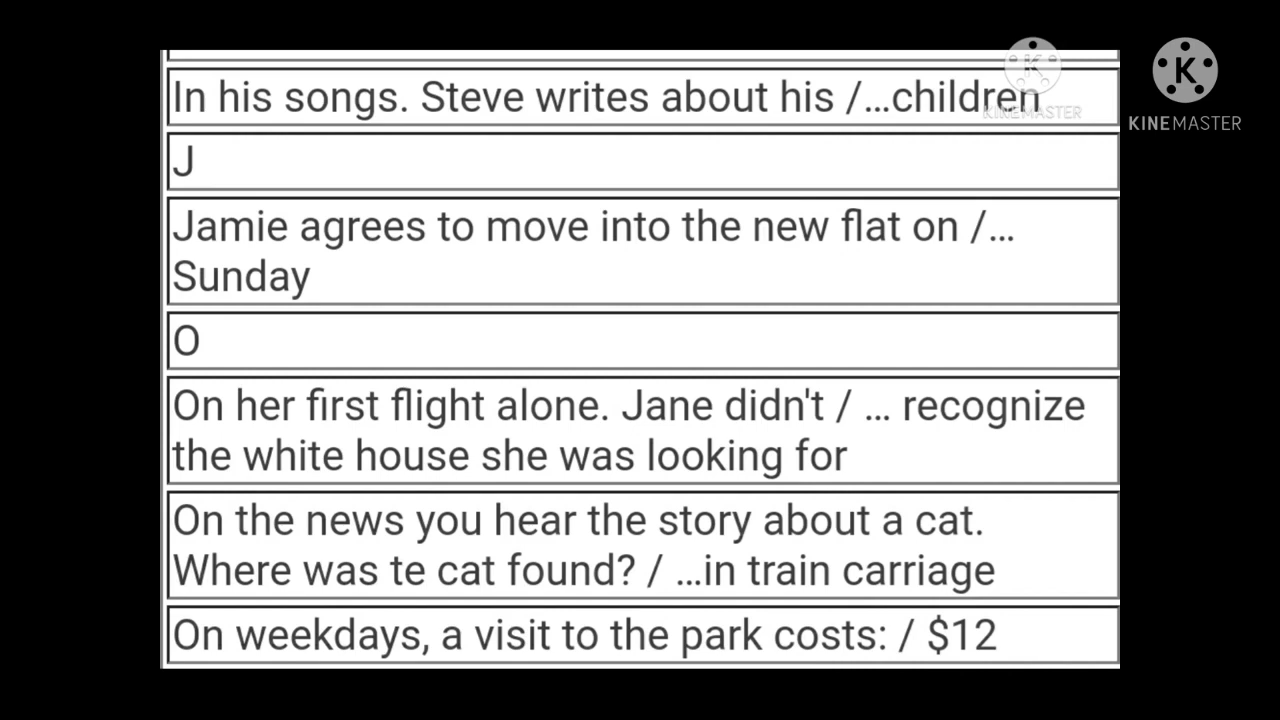 In his songs. Steve writes about his /...children
KINEMASTER
KINEMASTER
J
Jamie agrees to move into the new flat on /...
Sunday
O
On her first flight alone. Jane didn't / ... recognize
the white house she was looking for
On the news you hear the story about a cat.
Where was te cat found? / ...in train carriage
On weekdays, a visit to the park costs: / $12